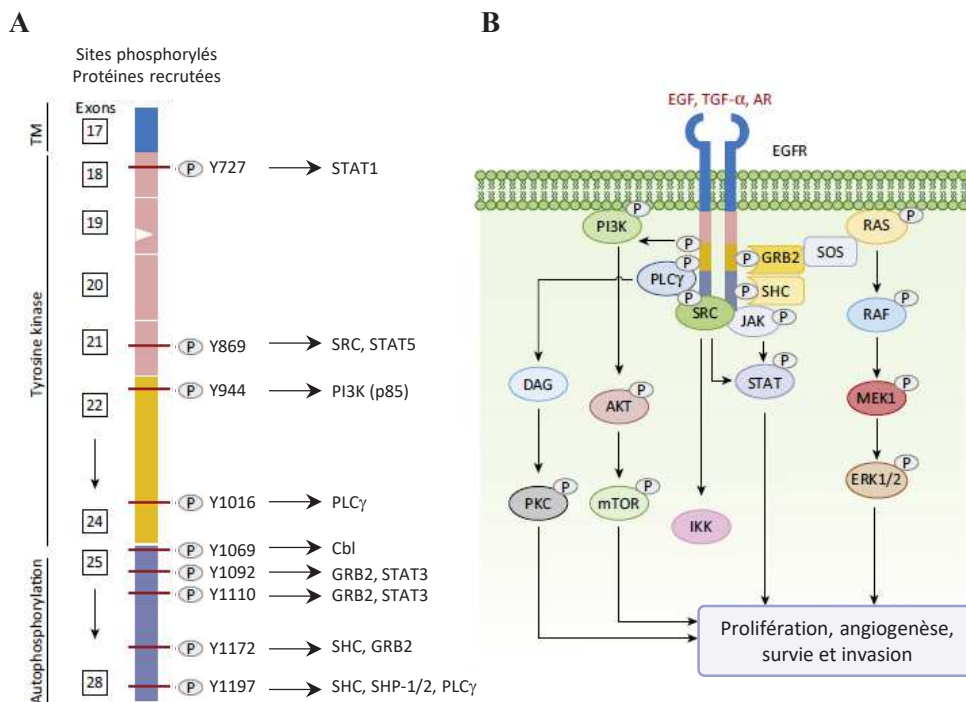 A
Sites phosphorylés
Protéines recrutées
Exons
TM
Tyrosine kinase
Autophosphorylation
17
18
19
20
21
22
24
25
28
P Y727 STAT1
P Y869 SRC, STAT5
P Y944 PI3K (p85)
P Y1016 PLCγ
P Y1069 Cbl
P Y1092 GRB2, STAT3
P Y1110 GRB2, STAT3
P Y1172 SHC, GRB2
P Y1197 SHC, SHP-1/2, PLCγ
B
EGF, TGF-α, AR
EGFR
PI3K P
P
P
PLCγ
P
SRC
P GRB2
SOS
P SHC
JAK P
RAS P
RAF P
DAG
AKT P
STAT P
MEK1 P
PKC P
mTOR P
IKK
ERK1/2 P
Prolifération, angiogenèse,
survie et invasion